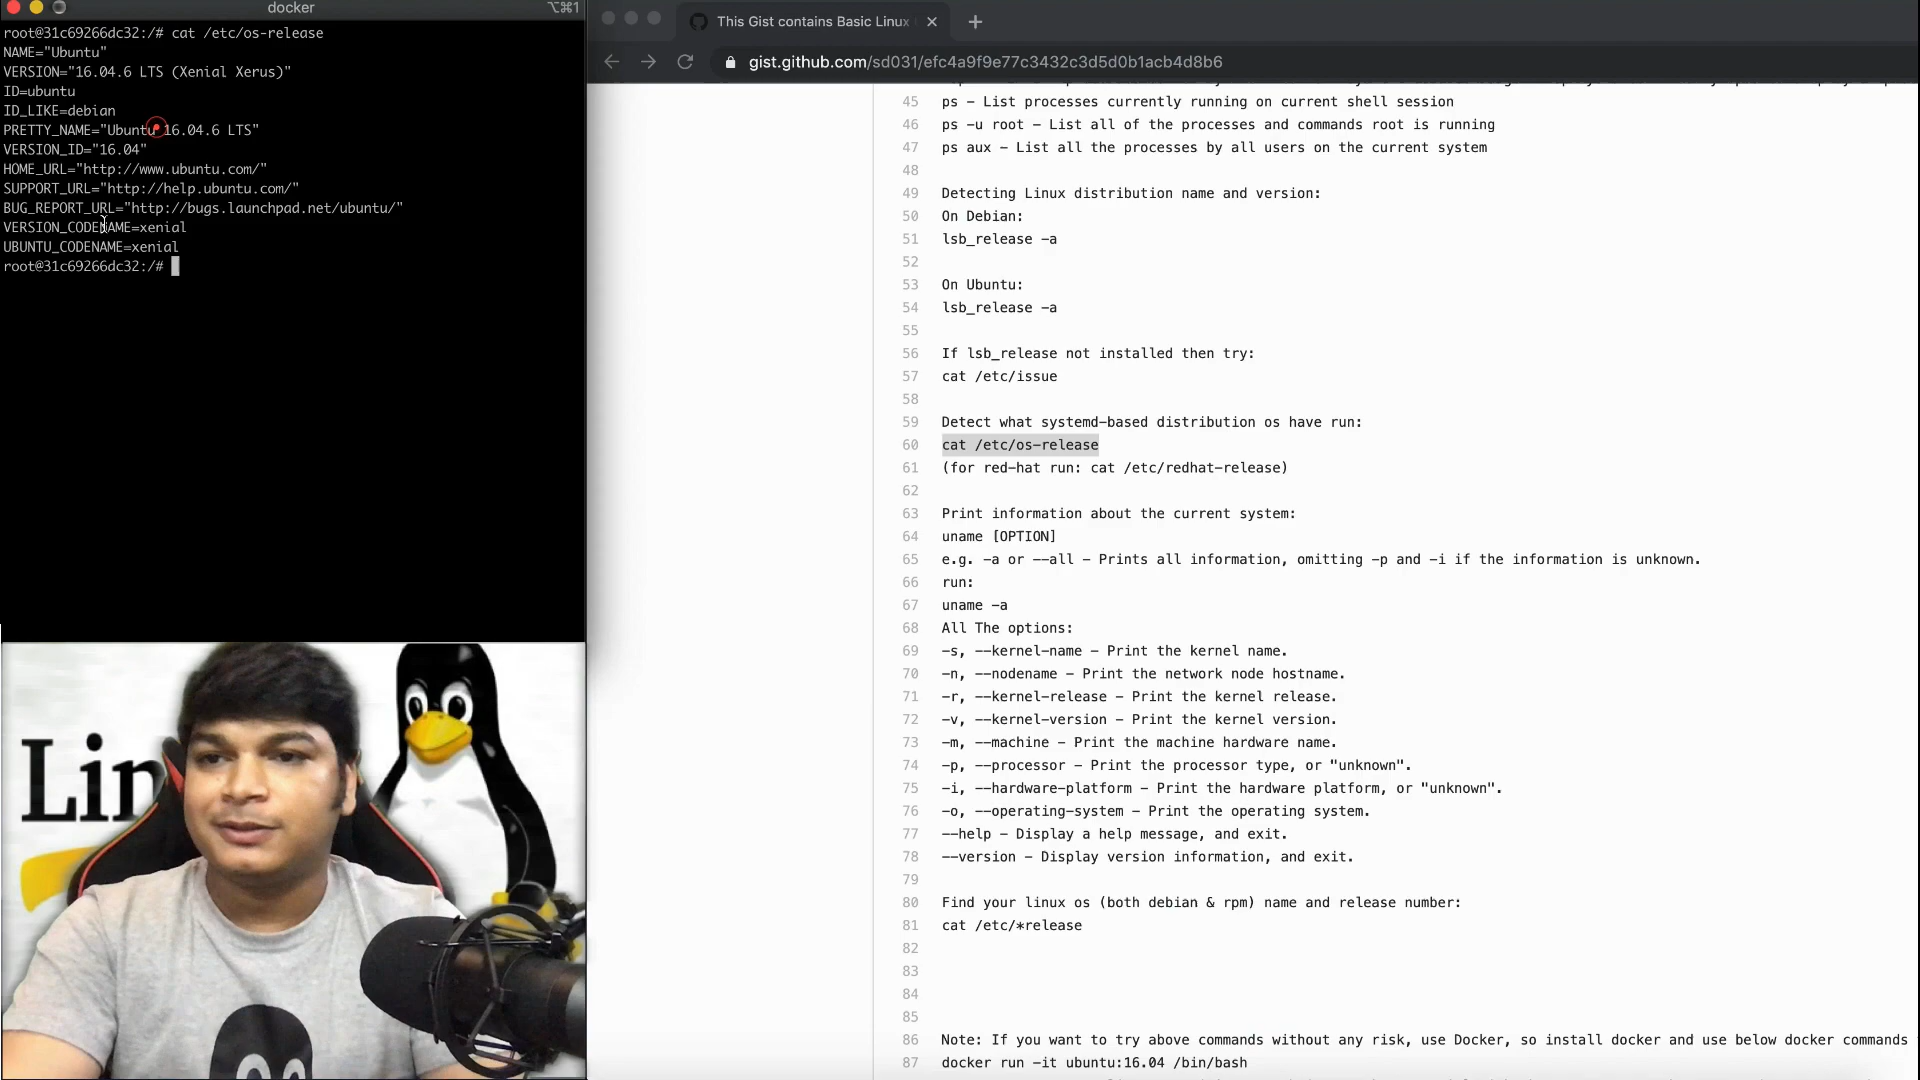 docker
⌥⌘1
root@31c69266dc32:/# cat /etc/os-release
NAME="Ubuntu"
VERSION="16.04.6 LTS (Xenial Xerus)"
ID=ubuntu
ID_LIKE=debian
PRETTY_NAME="Ubuntu 16.04.6 LTS"
VERSION_ID="16.04"
HOME_URL="http://www.ubuntu.com/"
SUPPORT_URL="http://help.ubuntu.com/"
BUG_REPORT_URL="http://bugs.launchpad.net/ubuntu/"
VERSION_CODENAME=xenial
UBUNTU_CODENAME=xenial
root@31c69266dc32:/#
Lin
This Gist contains Basic Linux
gist.github.com/sd031/efc4a9f9e77c3432c3d5d0b1acb4d8b6
45 ps - List processes currently running on current shell session
46 ps -u root - List all of the processes and commands root is running
47 ps aux - List all the processes by all users on the current system
48
49 Detecting Linux distribution name and version:
50 On Debian:
51 lsb_release -a
52
53 On Ubuntu:
54 lsb_release -a
55
56 If lsb_release not installed then try:
57 cat /etc/issue
58
59 Detect what systemd-based distribution os have run:
60 cat /etc/os-release
61 (for red-hat run: cat /etc/redhat-release)
62
63 Print information about the current system:
64 uname [OPTION]
65 e.g. -a or --all - Prints all information, omitting -p and -i if the information is unknown.
66 run:
67 uname -a
68 All The options:
69 -s, --kernel-name - Print the kernel name.
70 -n, --nodename - Print the network node hostname.
71 -r, --kernel-release - Print the kernel release.
72 -v, --kernel-version - Print the kernel version.
73 -m, --machine - Print the machine hardware name.
74 -p, --processor - Print the processor type, or "unknown".
75 -i, --hardware-platform - Print the hardware platform, or "unknown".
76 -o, --operating-system - Print the operating system.
77 --help - Display a help message, and exit.
78 --version - Display version information, and exit.
79
80 Find your linux os (both debian & rpm) name and release number:
81 cat /etc/*release
82
83
84
85
86 Note: If you want to try above commands without any risk, use Docker, so install docker and use below docker commands
87 docker run -it ubuntu:16.04 /bin/bash